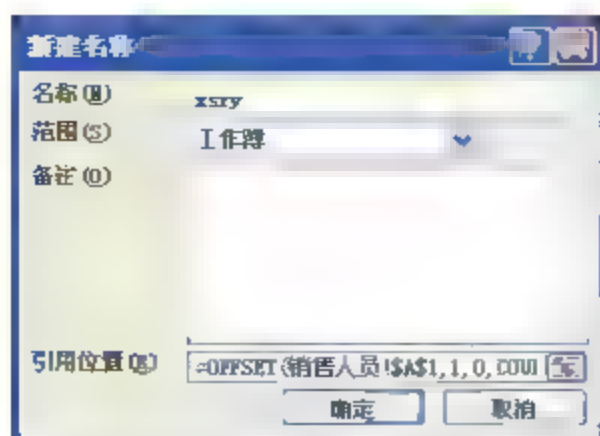 新建名称
名称(N)
xsry
范围(S)
工作簿
备注(O)
引用位置(R)
=OFFSET(销售人员!$A$1,1,0,COU
确定
取消